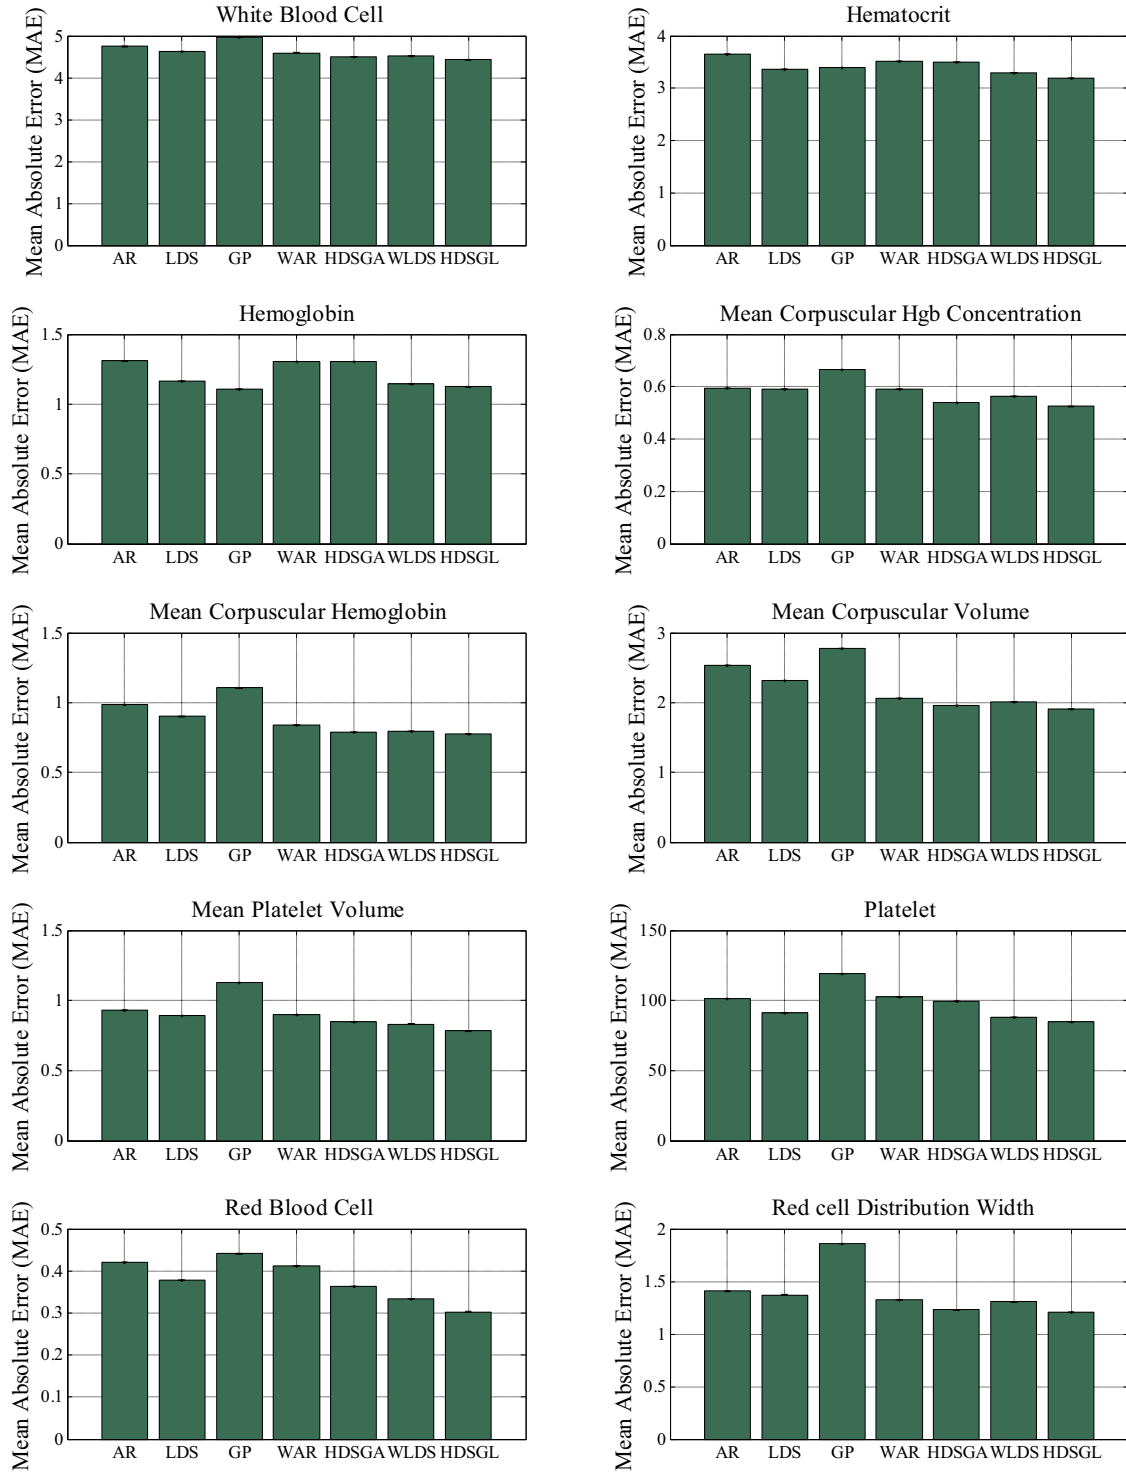 White Blood Cell
Mean Absolute Error (MAE)
5
4
3
2
1
0
AR LDS GP WAR HDSGA WLDS HDSGL
Hematocrit
Mean Absolute Error (MAE)
4
3
2
1
0
AR LDS GP WAR HDSGA WLDS HDSGL
Hemoglobin
Mean Absolute Error (MAE)
1.5
1
0.5
0
AR LDS GP WAR HDSGA WLDS HDSGL
Mean Corpuscular Hgb Concentration
Mean Absolute Error (MAE)
0.8
0.6
0.4
0.2
0
AR LDS GP WAR HDSGA WLDS HDSGL
Mean Corpuscular Hemoglobin
Mean Absolute Error (MAE)
1.5
1
0.5
0
AR LDS GP WAR HDSGA WLDS HDSGL
Mean Corpuscular Volume
Mean Absolute Error (MAE)
3
2
1
0
AR LDS GP WAR HDSGA WLDS HDSGL
Mean Platelet Volume
Mean Absolute Error (MAE)
1.5
1
0.5
0
AR LDS GP WAR HDSGA WLDS HDSGL
Platelet
Mean Absolute Error (MAE)
150
100
50
0
AR LDS GP WAR HDSGA WLDS HDSGL
Red Blood Cell
Mean Absolute Error (MAE)
0.5
0.4
0.3
0.2
0.1
0
AR LDS GP WAR HDSGA WLDS HDSGL
Red cell Distribution Width
Mean Absolute Error (MAE)
2
1.5
1
0.5
0
AR LDS GP WAR HDSGA WLDS HDSGL